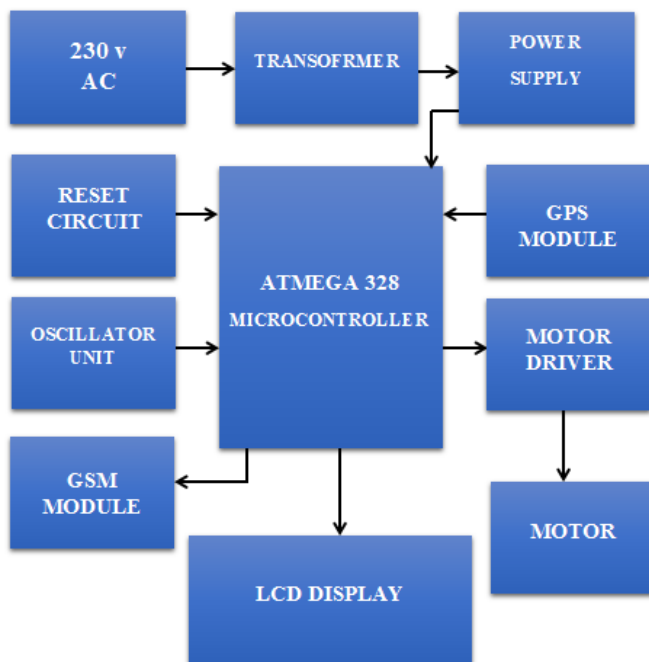 230 v
AC
TRANSOFRMER
POWER
SUPPLY
RESET
CIRCUIT
ATMEGA 328
MICROCONTROLLER
GPS
MODULE
OSCILLATOR
UNIT
MOTOR
DRIVER
GSM
MODULE
MOTOR
LCD DISPLAY